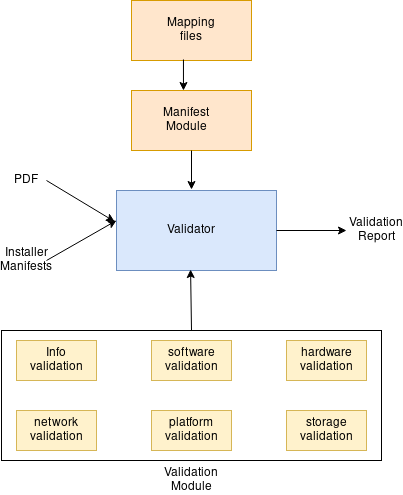 Mapping
files
Manifest
Module
PDF
Validator
Validation
Report
Installer
Manifests
Info
validation
software
validation
hardware
validation
network
validation
platform
validation
storage
validation
Validation
Module